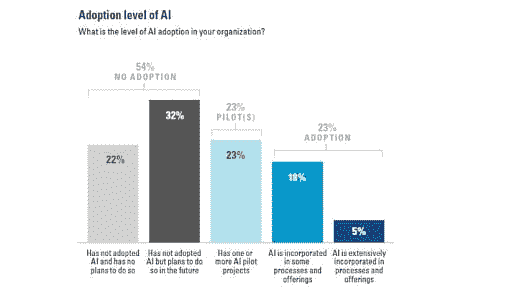 Adoption level of AI
What is the level of AI adoption in your organization?
54%
NO ADOPTION
23%
PILOT(S)
23%
ADOPTION
22%
32%
23%
18%
5%
Has not adopted
AI and has no
plans to do so
Has not adopted
AI but plans to do
so in the future
Has one or
more AI pilot
projects
AI is incorporated
in some
processes and
offerings
AI is extensively
incorporated in
processes and
offerings